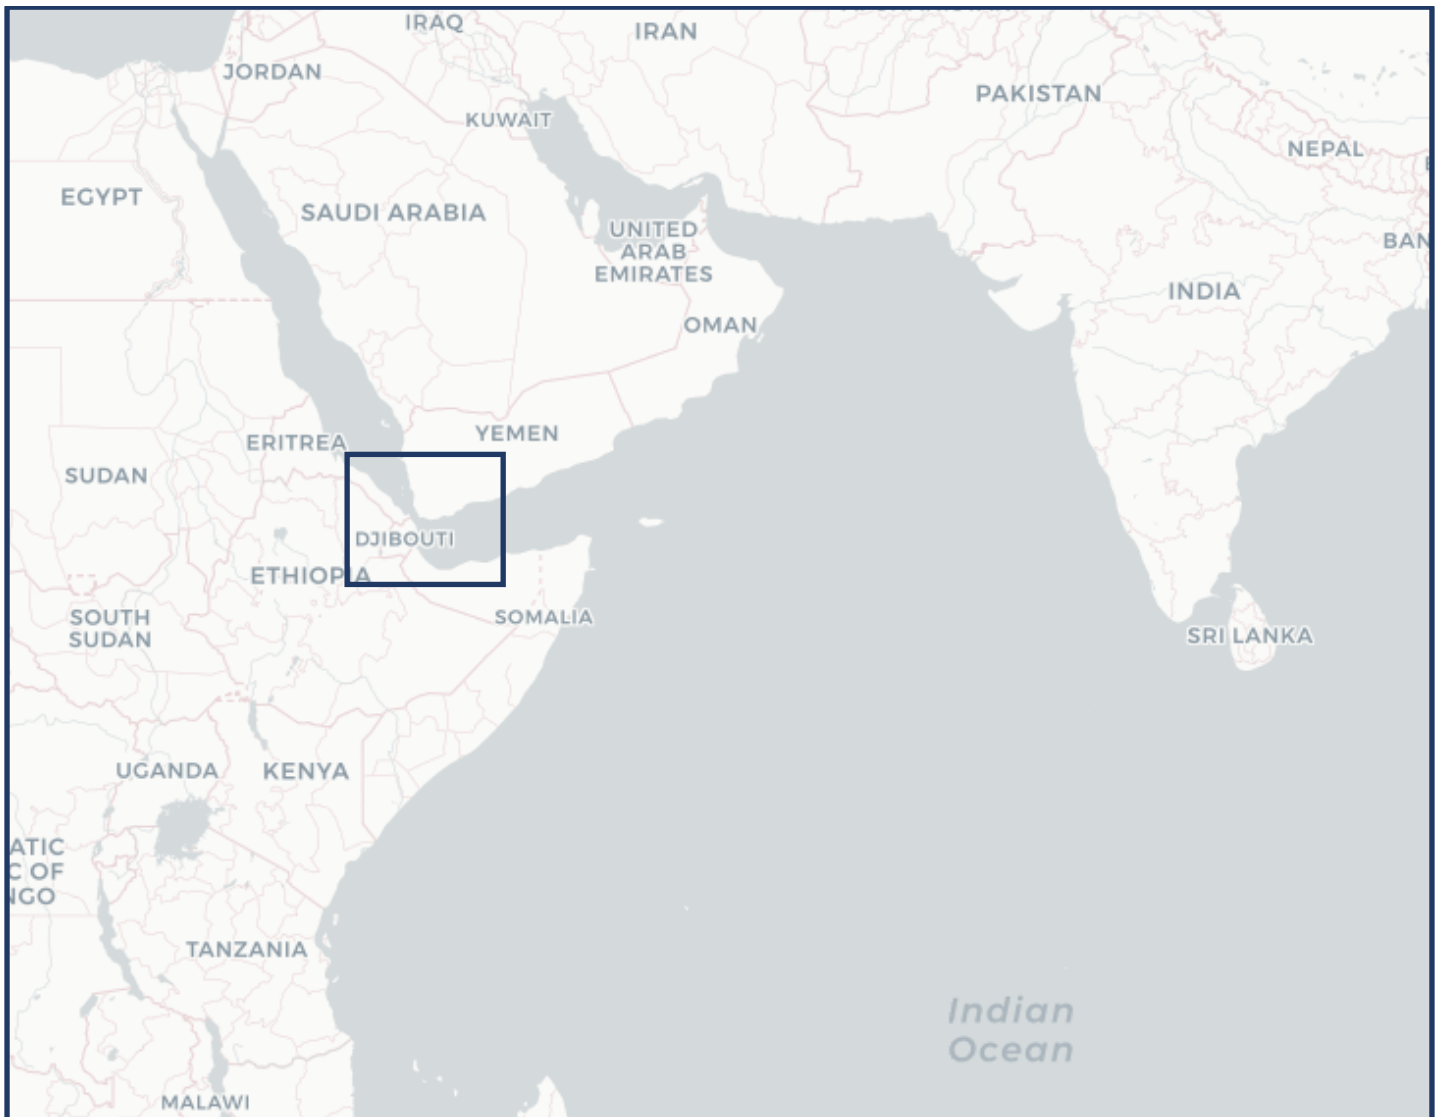 IRAQ
IRAN
JORDAN
PAKISTAN
KUWAIT
NEPAL
EGYPT
SAUDI ARABIA
UNITED
ARAB
EMIRATES
BAN
INDIA
OMAN
YEMEN
ERITREA
SUDAN
DJIBOUTI
ETHIOPIA
SOUTH
SUDAN
SOMALIA
SRI LANKA
UGANDA
KENYA
ATIC
C OF
NGO
TANZANIA
Indian
Ocean
MALAWI